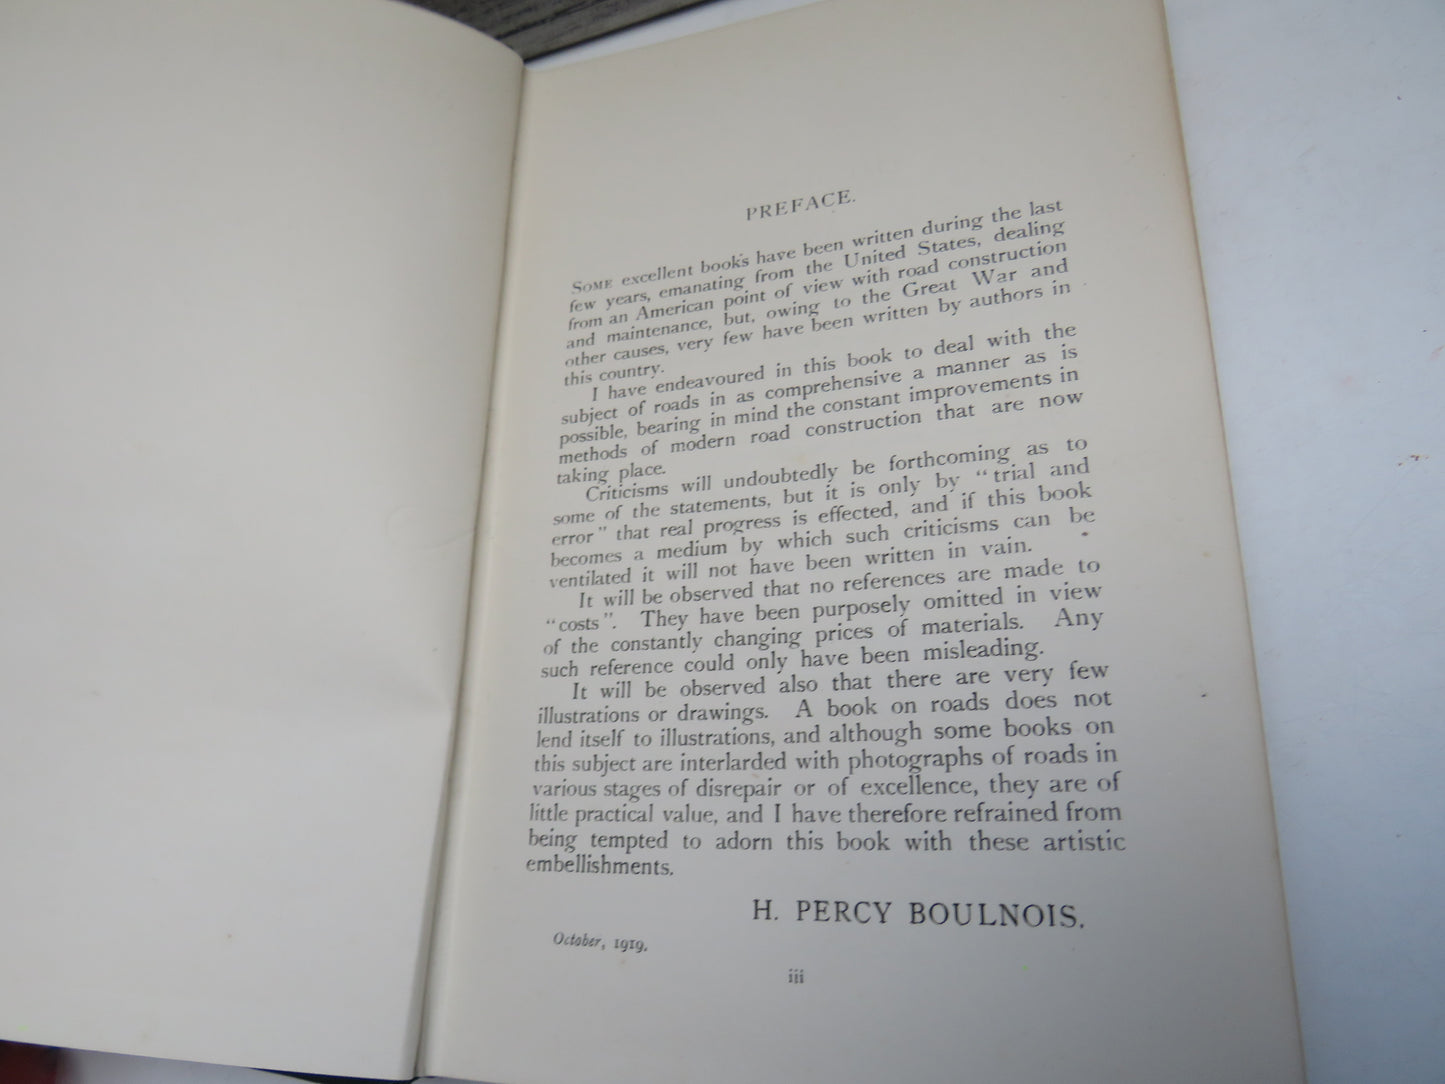 PREFACE.
SOME excellent books have been written during the last
few years, emanating from the United States, dealing
from an American point of view with road construction
and maintenance, but, owing to the Great War and
other causes, very few have been written by authors in
this country.
I have endeavoured in this book to deal with the
subject of roads in as comprehensive a manner as is
possible, bearing in mind the constant improvements in
methods of modern road construction that are now
taking place.
Criticisms will undoubtedly be forthcoming as to
some of the statements, but it is only by "trial and
error" that real progress is effected, and if this book
becomes a medium by which such criticisms can be
ventilated it will not have been written in vain.
It will be observed that no references are made to
"costs". They have been purposely omitted in view
of the constantly changing prices of materials. Any
such reference could only have been misleading.
It will be observed also that there are very few
illustrations or drawings. A book on roads does not
lend itself to illustrations, and although some books on
this subject are interlarded with photographs of roads in
various stages of disrepair or of excellence, they are of
little practical value, and I have therefore refrained from
being tempted to adorn this book with these artistic
embellishments.
H. PERCY BOULNOIS.
October, 1919.
iii